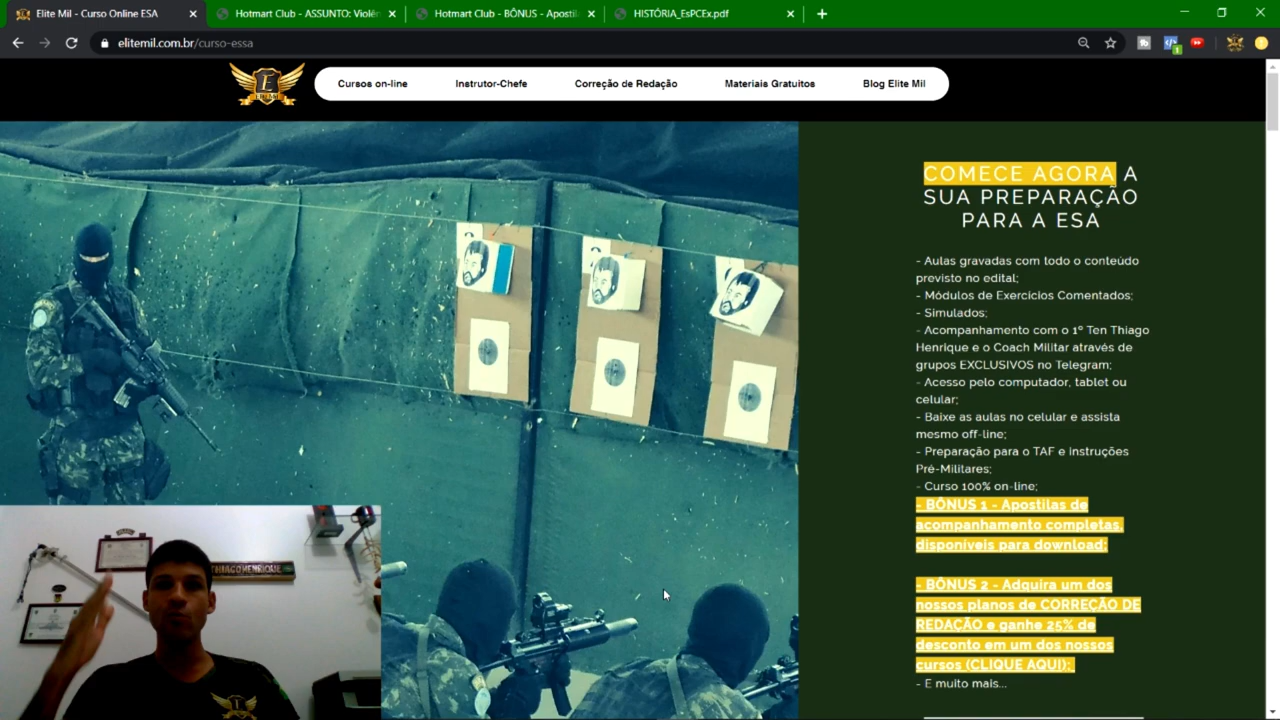 Elite Mil - Curso Online ESA
Hotmart Club - ASSUNTO: Violên
Hotmart Club - BÔNUS - Apostil
HISTÓRIA_EsPCEx.pdf
elitemil.com.br/curso-essa
Cursos on-line
Instrutor-Chefe
Correção de Redação
Materiais Gratuitos
Blog Elite Mil
COMECE AGORA A
SUA PREPARAÇÃO
PARA A ESA
- Aulas gravadas com todo o conteúdo
previsto no edital;
- Módulos de Exercícios Comentados;
- Simulados;
- Acompanhamento com o 1º Ten Thiago
Henrique e o Coach Militar através de
grupos EXCLUSIVOS no Telegram;
- Acesso pelo computador, tablet ou
celular;
- Baixe as aulas no celular e assista
mesmo off-line;
- Preparação para o TAF e instruções
Pré-Militares;
- Curso 100% on-line;
- BÔNUS 1 - Apostilas de
acompanhamento completas,
disponíveis para download;
- BÔNUS 2 - Adquira um dos
nossos planos de CORREÇÃO DE
REDAÇÃO e ganhe 25% de
desconto em um dos nossos
cursos (CLIQUE AQUI);
- E muito mais...
THIAGO HENRIQUE